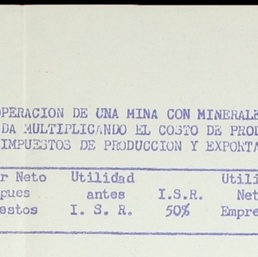 OPERACION DE UNA MINA CON MINERALE
DA MULTIPLICANDO EL COSTO DE PROD
IMPUESTOS DE PRODUCCION Y EXPORTA
r Neto Utilidad Utili
pues antes I.S.R. Net
estos I. S. R. 50% Empre